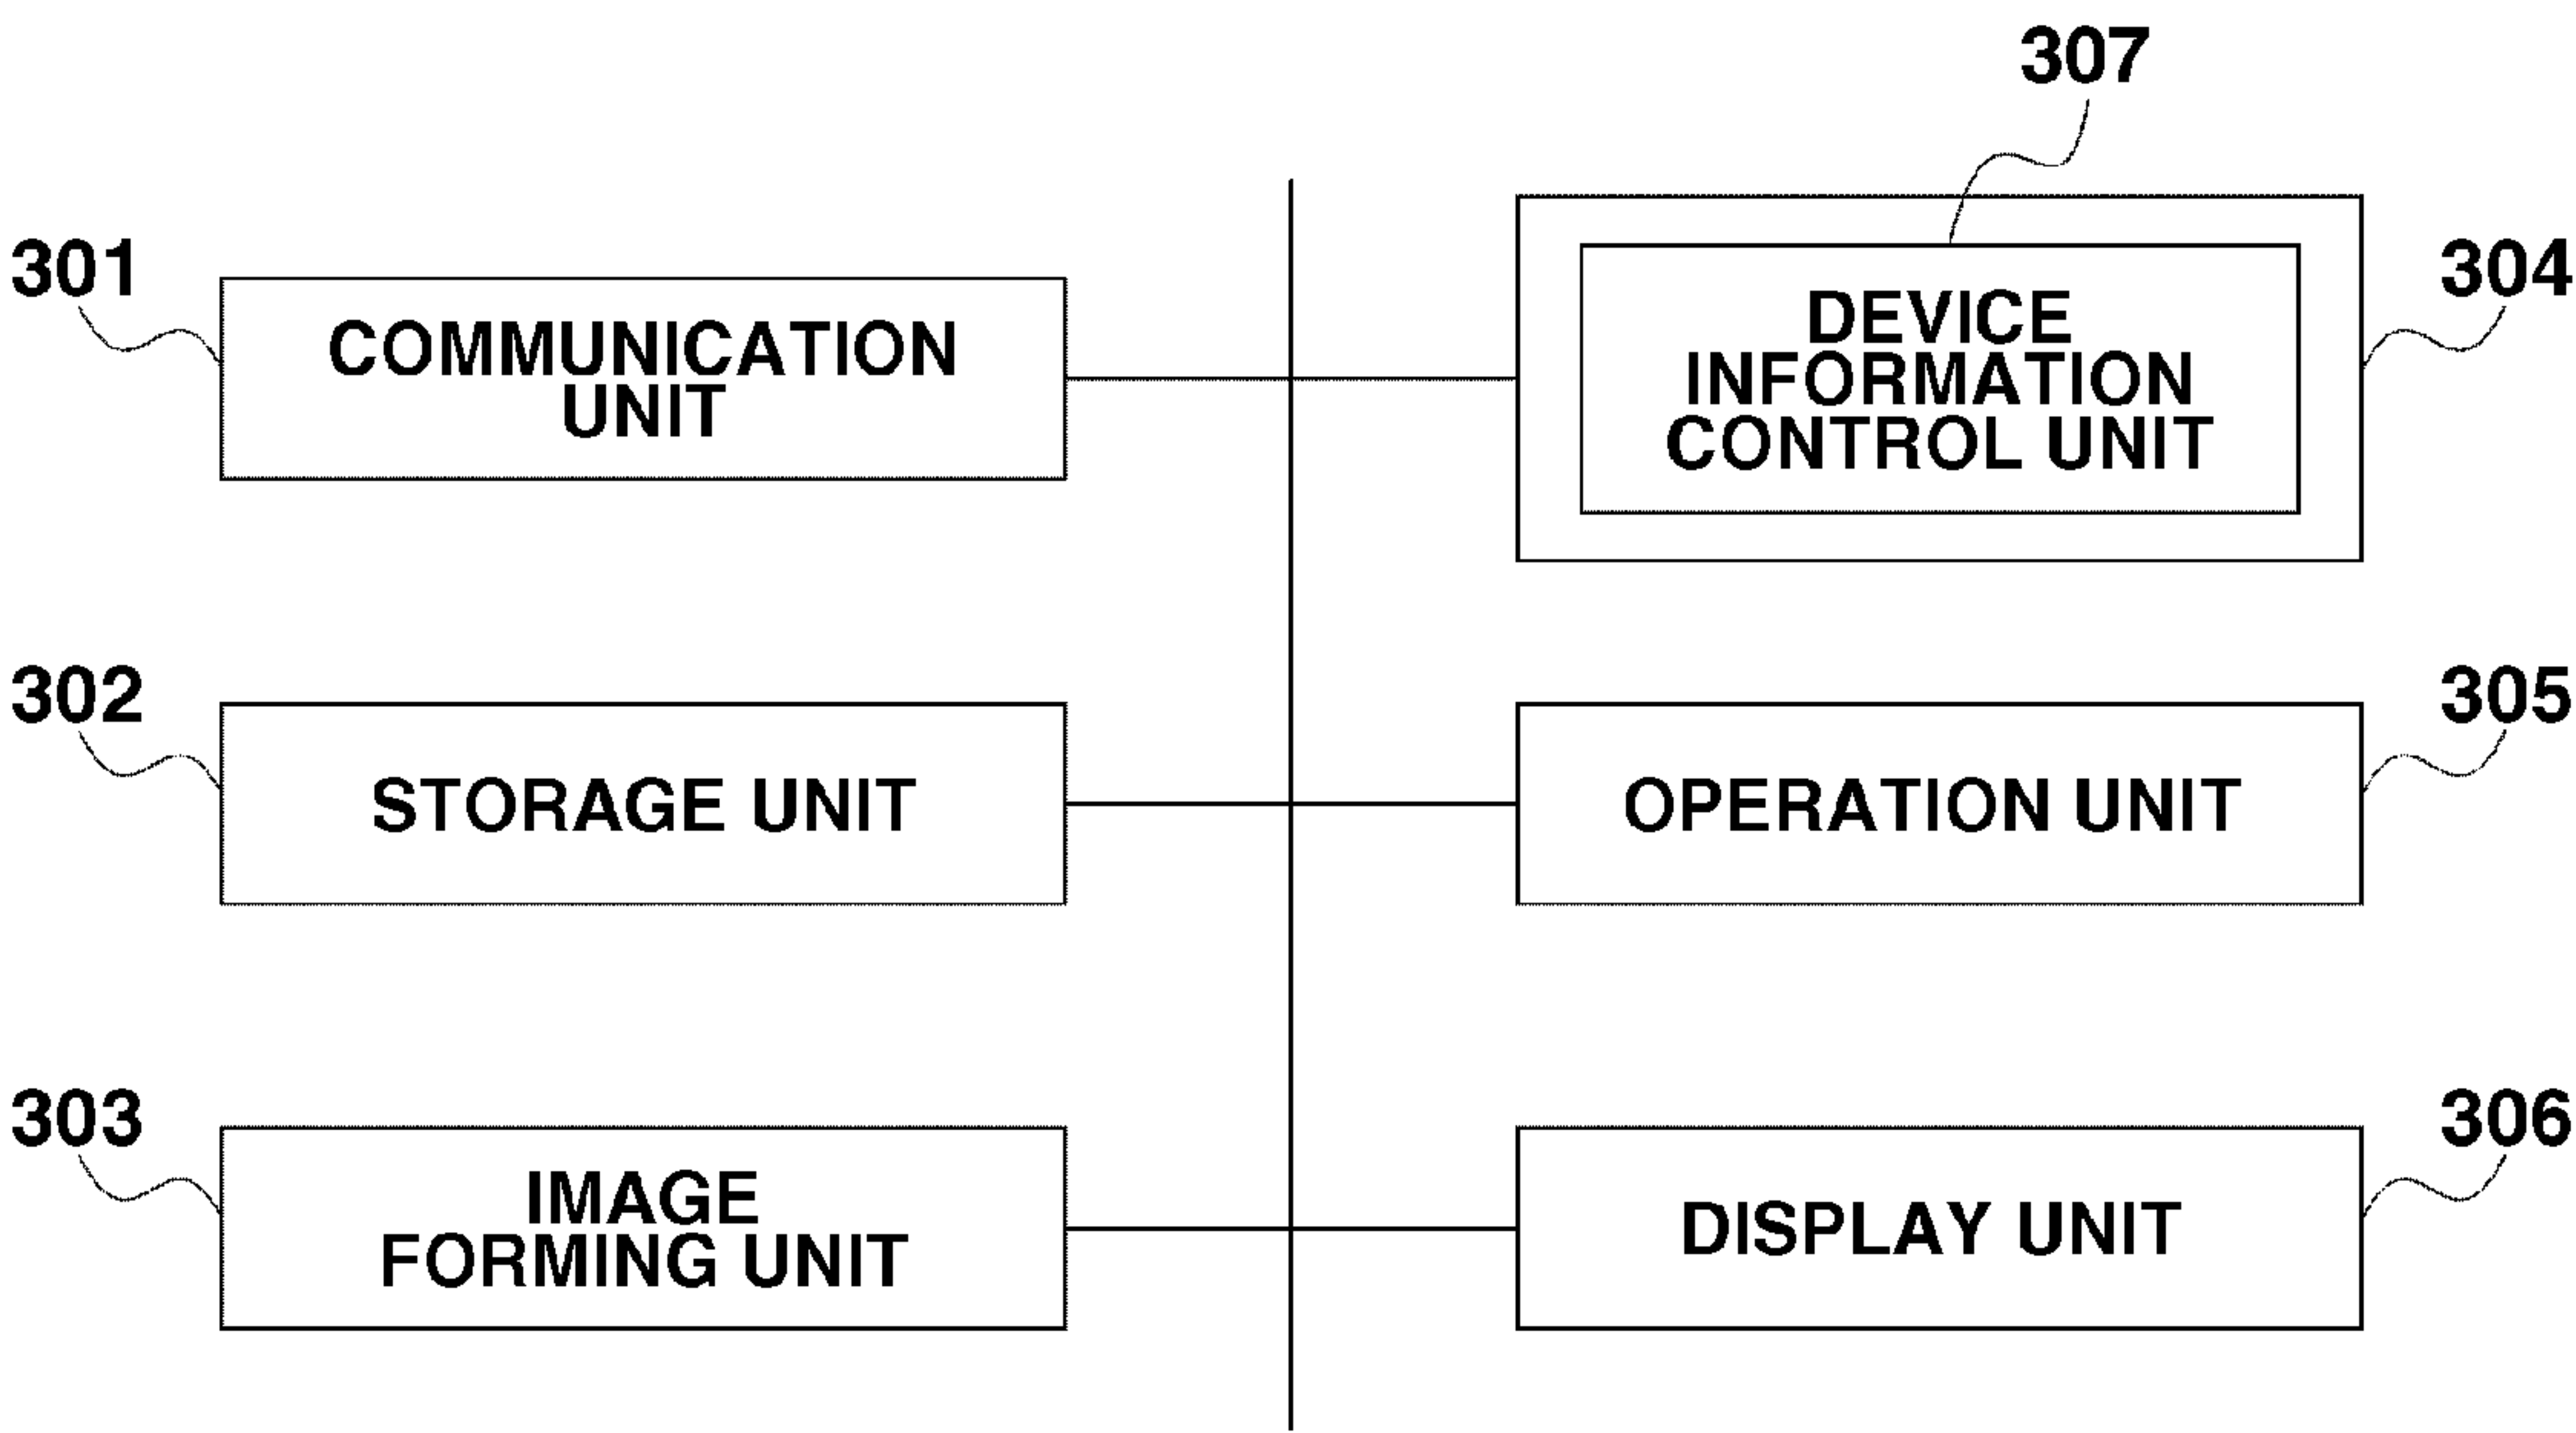 307
301
COMMUNICATION
UNIT
DEVICE
INFORMATION
CONTROL UNIT
304
302
STORAGE UNIT
OPERATION UNIT
305
303
IMAGE
FORMING UNIT
DISPLAY UNIT
306